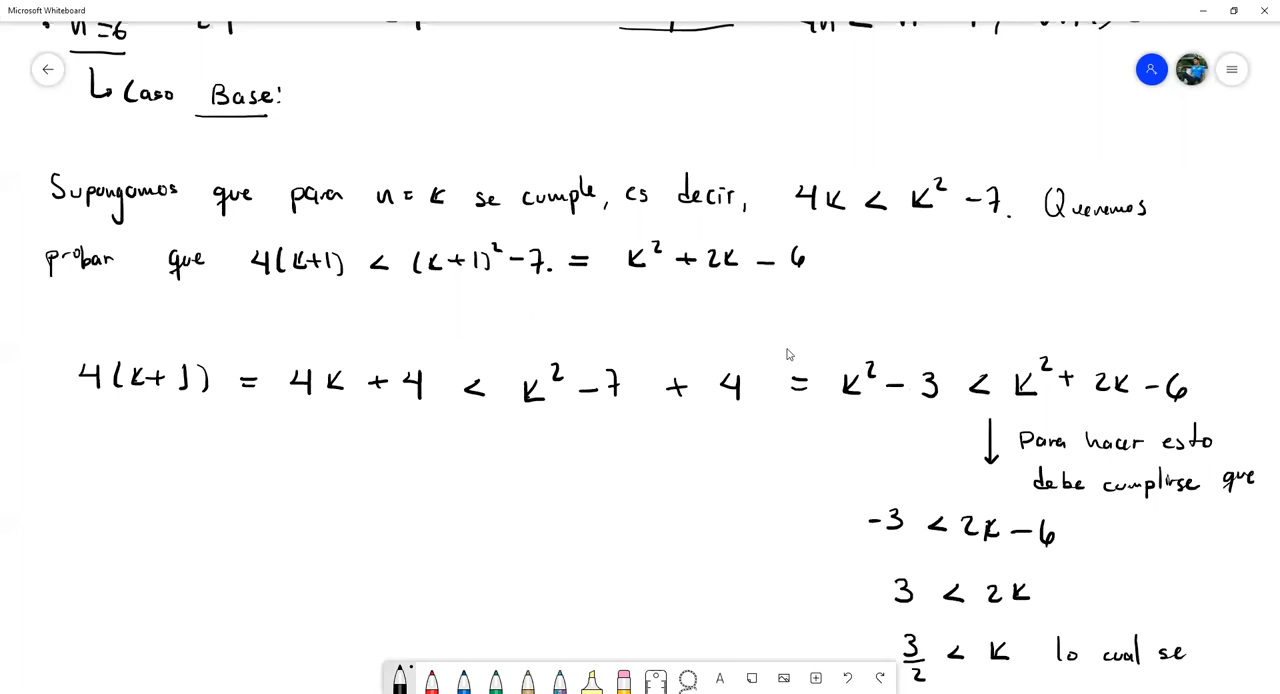 Microsoft Whiteboard
n = 6
↳ Caso Base:
Supongamos que para n = k se cumple, es decir, 4k < k² - 7. Queremos
probar que 4(k+1) < (k+1)² - 7. = k² + 2k - 6
4(k+1) = 4k + 4 < k² - 7 + 4 = k² - 3 < k² + 2k - 6
↓ Para hacer esto
debe cumplirse que
-3 < 2k - 6
3 < 2k
3/2 < k lo cual se
A